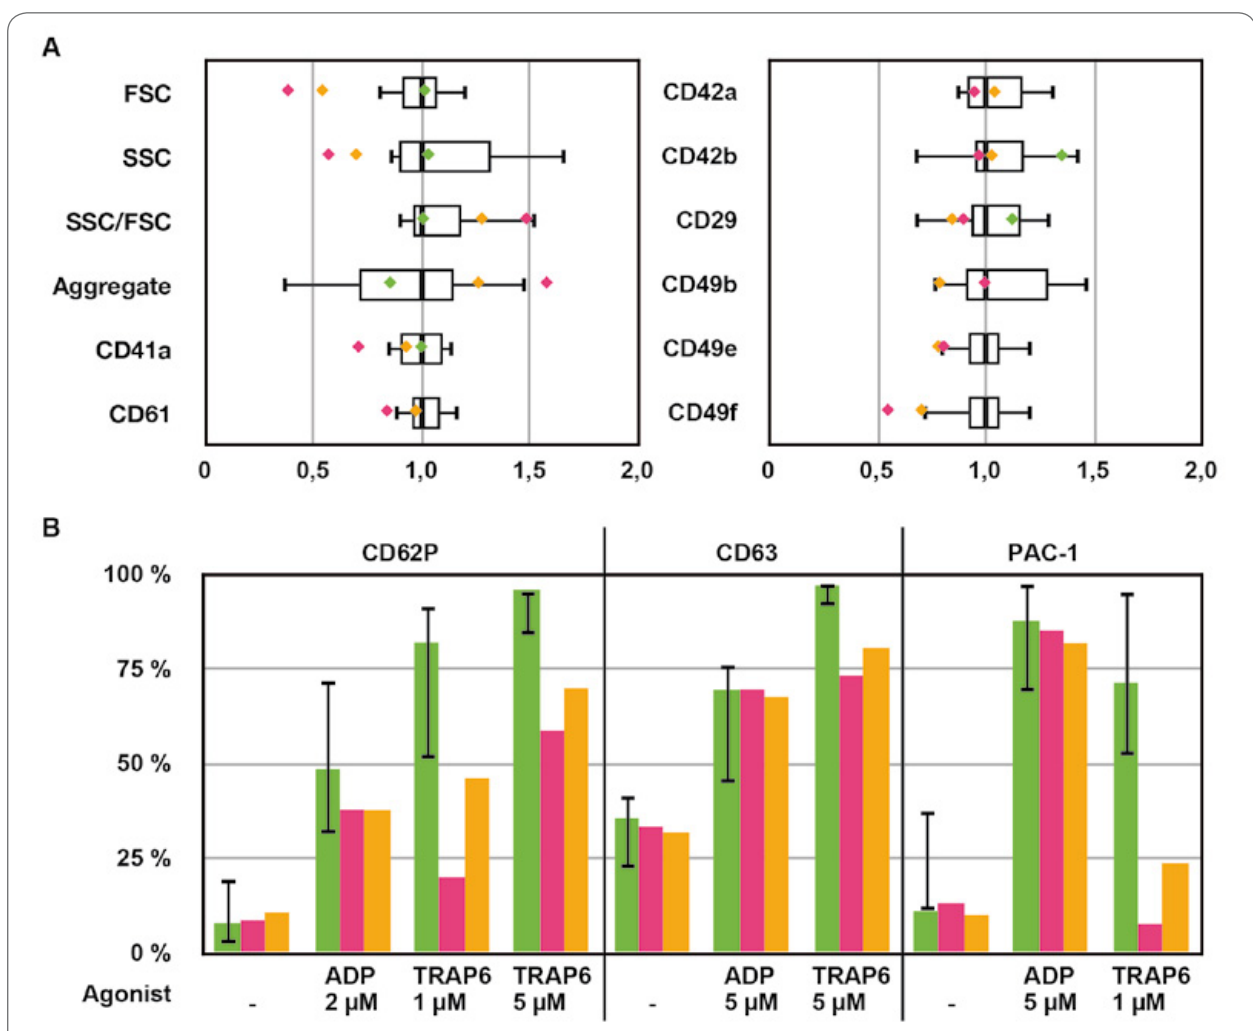 A
FSC
SSC
SSC/FSC
Aggregate
CD41a
CD61
0 0,5 1,0 1,5 2,0
CD42a
CD42b
CD29
CD49b
CD49e
CD49f
0 0,5 1,0 1,5 2,0
B
CD62P CD63 PAC-1
100 %
75 %
50 %
25 %
0 %
Agonist
-
ADP
2 µM
TRAP6
1 µM
TRAP6
5 µM
-
ADP
5 µM
TRAP6
5 µM
-
ADP
5 µM
TRAP6
1 µM